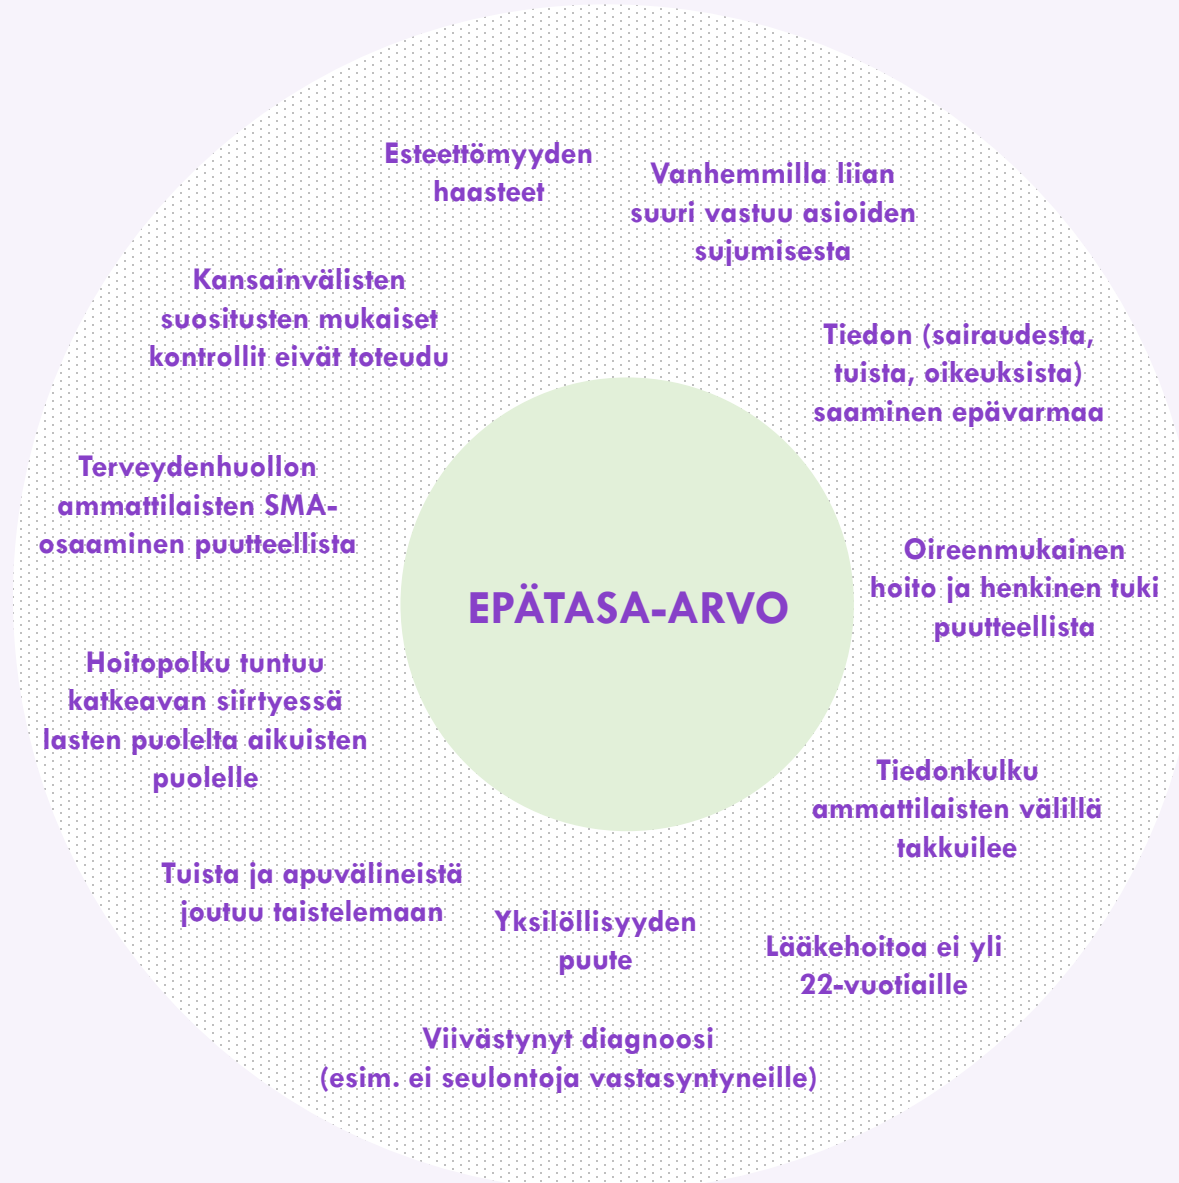 Esteettömyyden
haasteet
Vanhemmilla liian
suuri vastuu asioiden
sujumisesta
Kansainvälisten
suositusten mukaiset
kontrollit eivät toteudu
Tiedon (sairaudesta,
tuista, oikeuksista)
saaminen epävarmaa
Terveydenhuollon
ammattilaisten SMA-
osaaminen puutteellista
Oireenmukainen
hoito ja henkinen tuki
puutteellista
EPÄTASA-ARVO
Hoitopolku tuntuu
katkeavan siirtyessä
lasten puolelta aikuisten
puolelle
Tiedonkulku
ammattilaisten välillä
takkuilee
Tuista ja apuvälineistä
joutuu taistelemaan
Yksilöllisyyden
puute
Lääkehoitoa ei yli
22-vuotiaille
Viivästynyt diagnoosi
(esim. ei seulontoja vastasyntyneille)